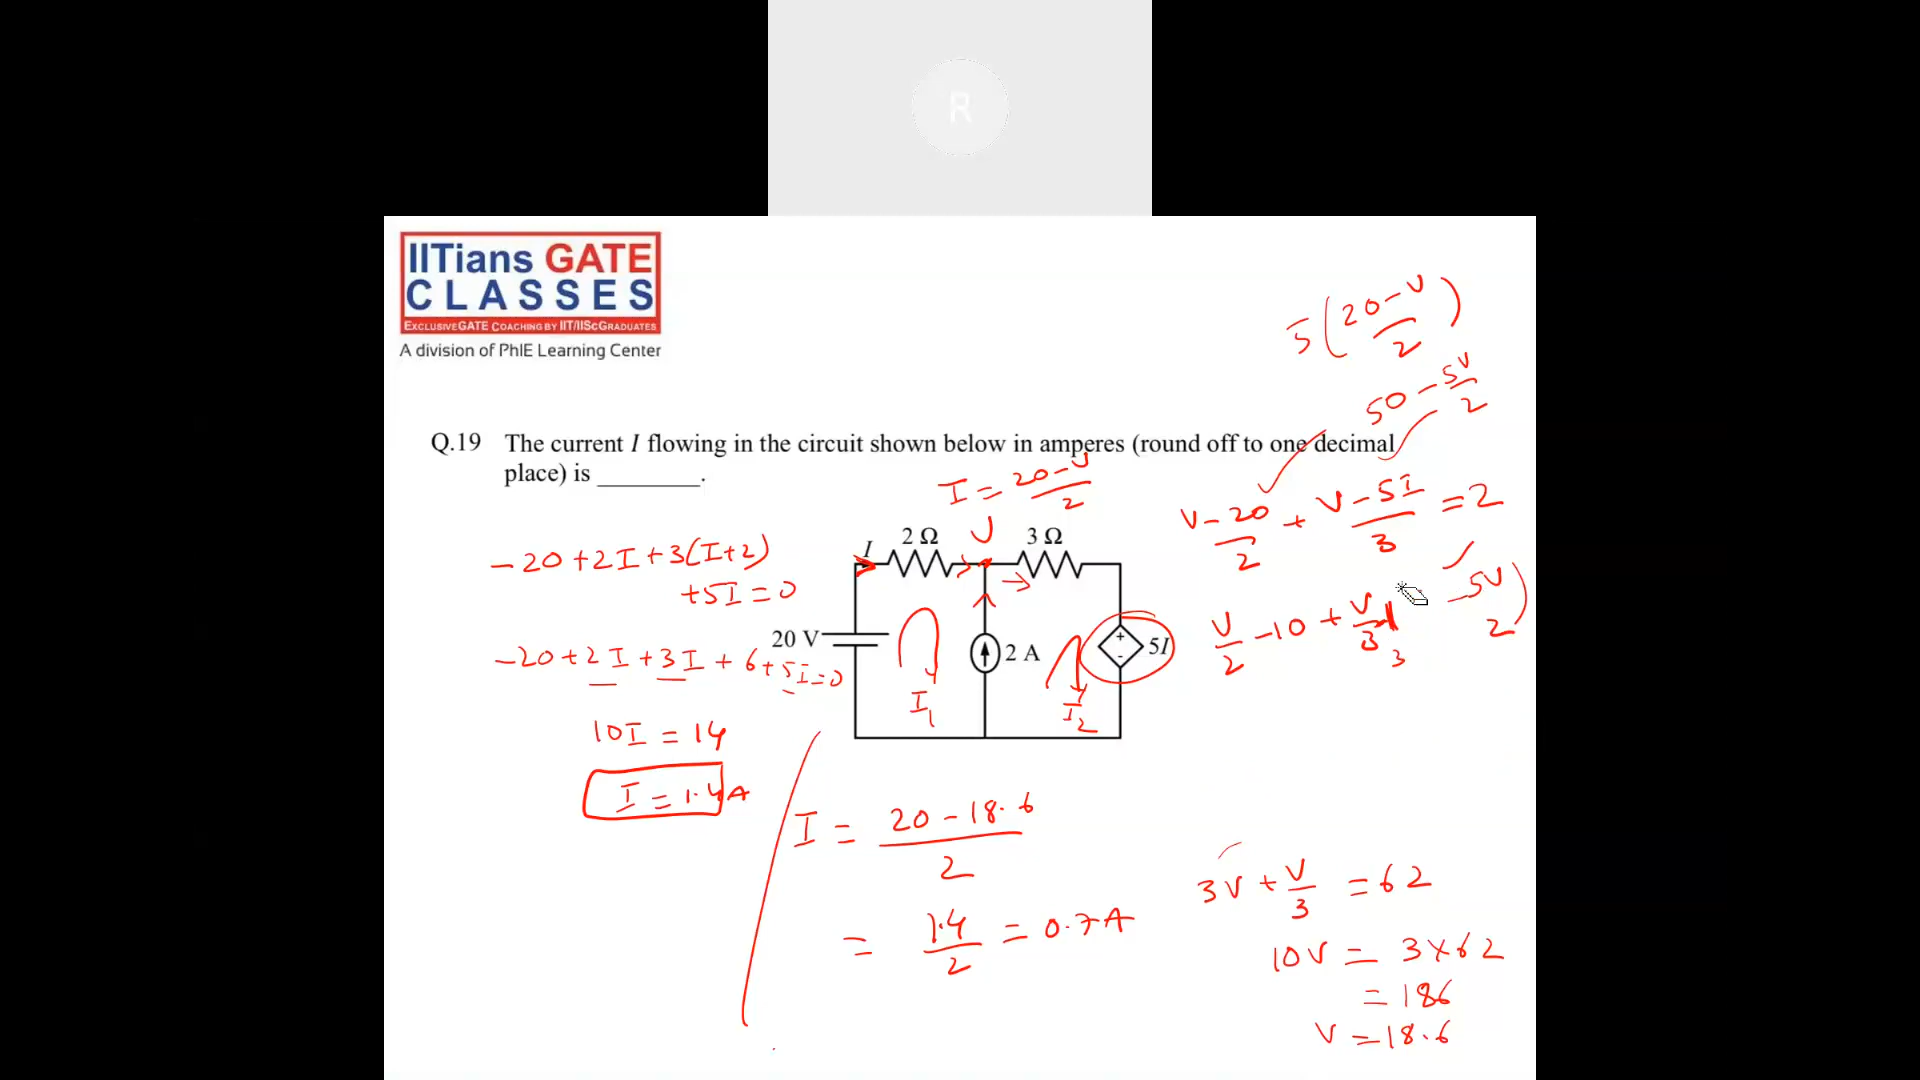 R
IITians GATE
CLASSES
EXCLUSIVE GATE COACHING BY IIT/IISc GRADUATES
A division of PhIE Learning Center
5(20-V/2)
50-5V/2
Q.19 The current I flowing in the circuit shown below in amperes (round off to one decimal
place) is ________.
I = 20-V/2
V-20/2 + V-5I/3 = 2
I 2 Ω V 3 Ω
-20+2I+3(I+2)
+5I=0
V/2 -10 + V/3 3 -5V/2)
20 V 2 A + - 5I
-20+2I+3I+6+5I=0
I1 I2
10I = 14
I = 1.4A
I = 20-18.6/2
= 1.4/2 = 0.7A
3V + V/3 = 62
10V = 3×62
= 186
V = 18.6